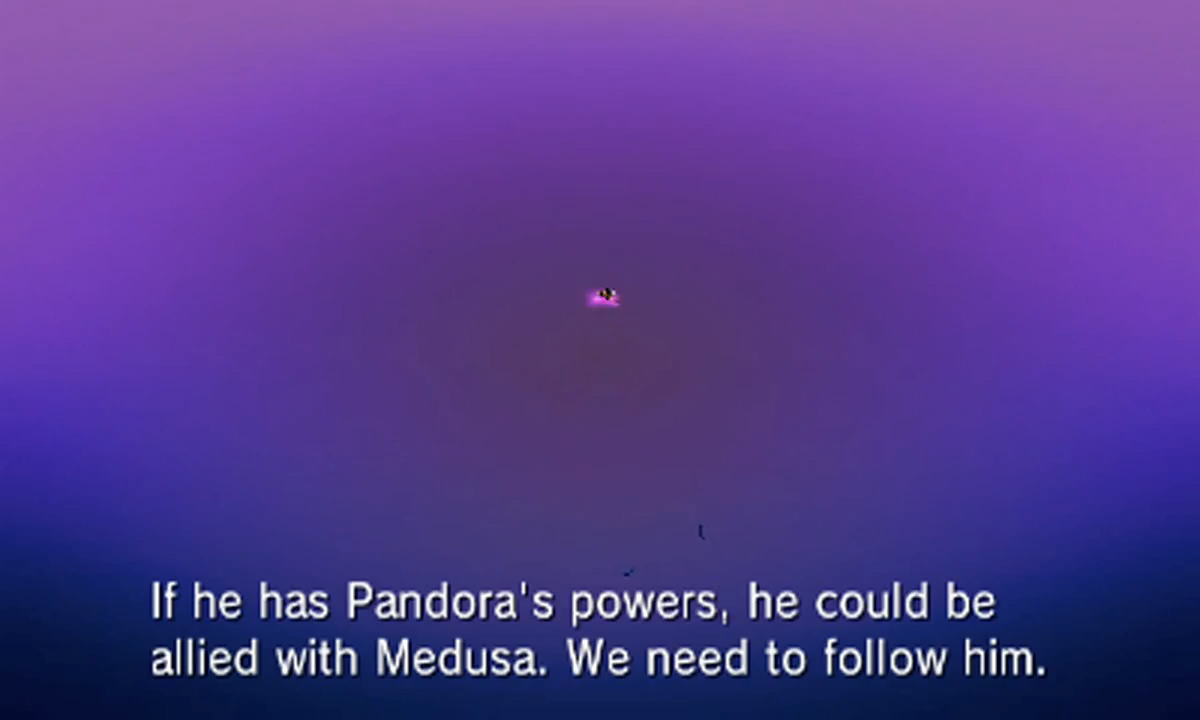 If he has Pandora's powers, he could be
allied with Medusa. We need to follow him.